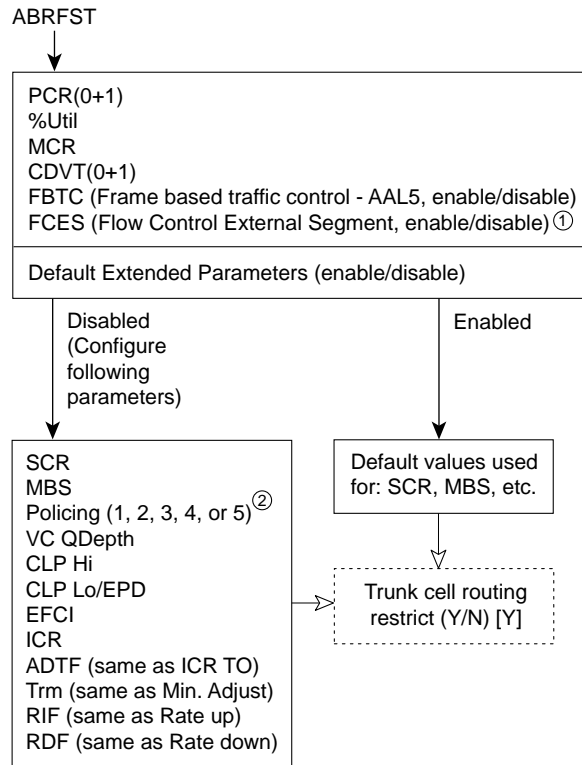 ABRFST
PCR(0+1)
%Util
MCR
CDVT(0+1)
FBTC (Frame based traffic control - AAL5, enable/disable)
FCES (Flow Control External Segment, enable/disable) ①
Default Extended Parameters (enable/disable)
Disabled
(Configure
following
parameters)
Enabled
SCR
MBS
Policing (1, 2, 3, 4, or 5) ②
VC QDepth
CLP Hi
CLP Lo/EPD
EFCI
ICR
ADTF (same as ICR TO)
Trm (same as Min. Adjust)
RIF (same as Rate up)
RDF (same as Rate down)
Default values used
for: SCR, MBS, etc.
Trunk cell routing
restrict (Y/N) [Y]